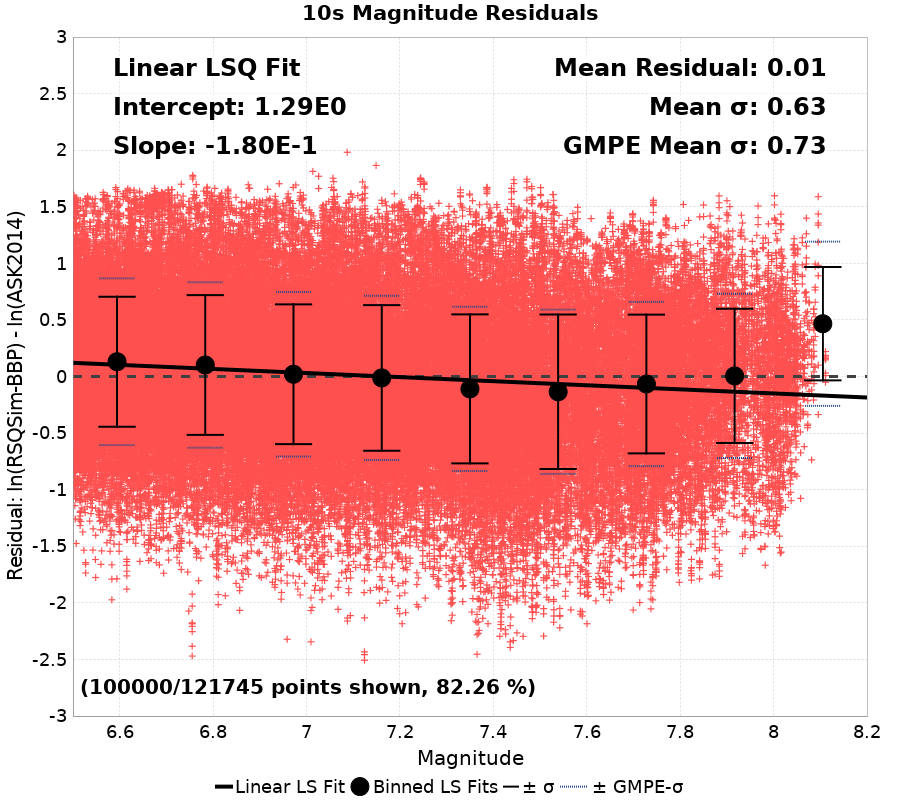 10s Magnitude Residuals
Linear LSQ Fit
Intercept: 1.29E0
Slope: -1.80E-1
Mean Residual: 0.01
Mean σ: 0.63
GMPE Mean σ: 0.73
Residual: ln(RSQSim-BBP) - ln(ASK2014)
3
2.5
2
1.5
1
0.5
0
-0.5
-1
-1.5
-2
-2.5
-3
(100000/121745 points shown, 82.26 %)
6.6 6.8 7 7.2 7.4 7.6 7.8 8 8.2
Magnitude
Linear LS Fit Binned LS Fits ± σ ± GMPE-σ